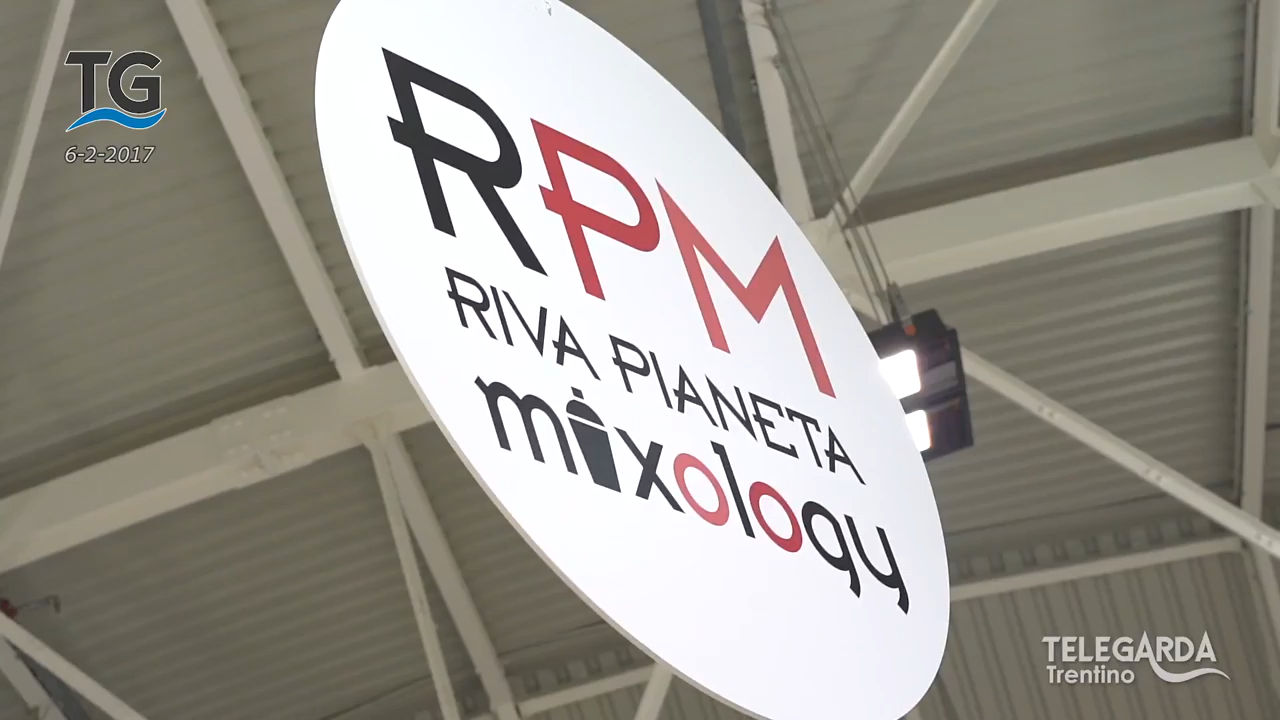 TG
6-2-2017
RPM
RIVA PIANETA
mixology
TELEGARDA
Trentino